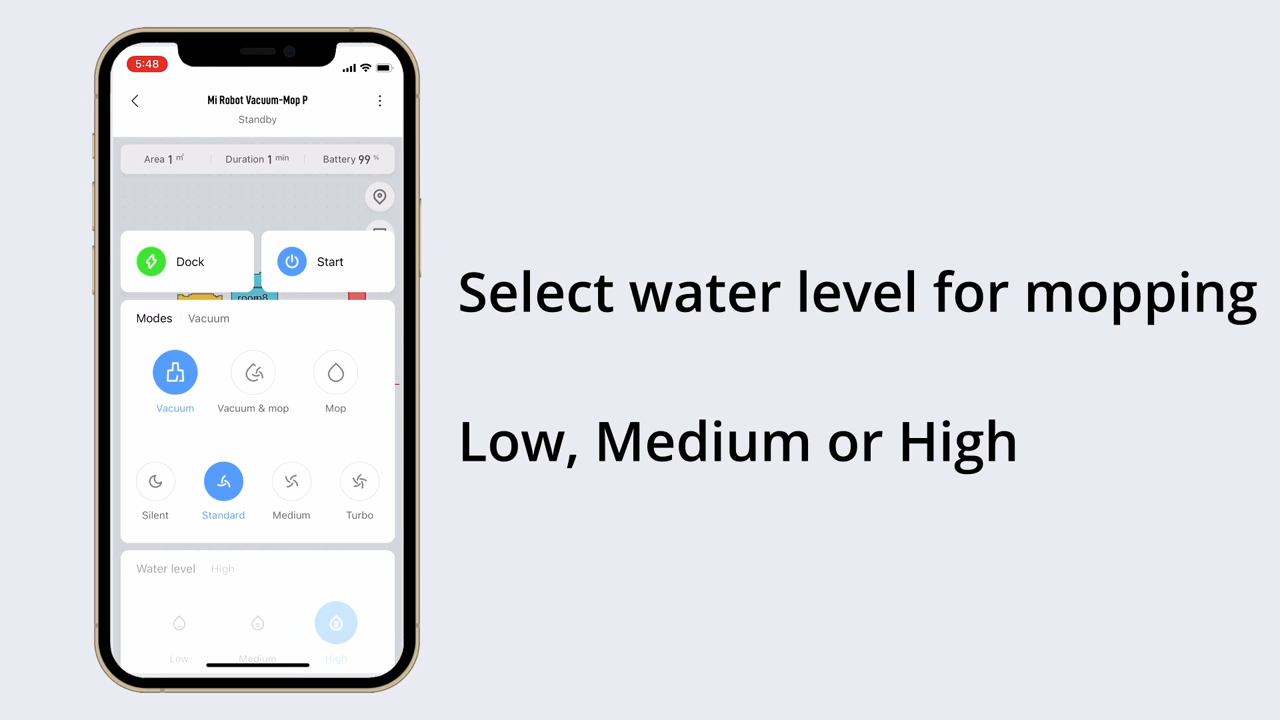 5:48
Mi Robot Vacuum-Mop P
Standby
Area 1 m² Duration 1 min Battery 99 %
Dock Start
room8
Modes Vacuum
Vacuum Vacuum & mop Mop
Silent Standard Medium Turbo
Water level High
Low Medium High
Select water level for mopping
Low, Medium or High